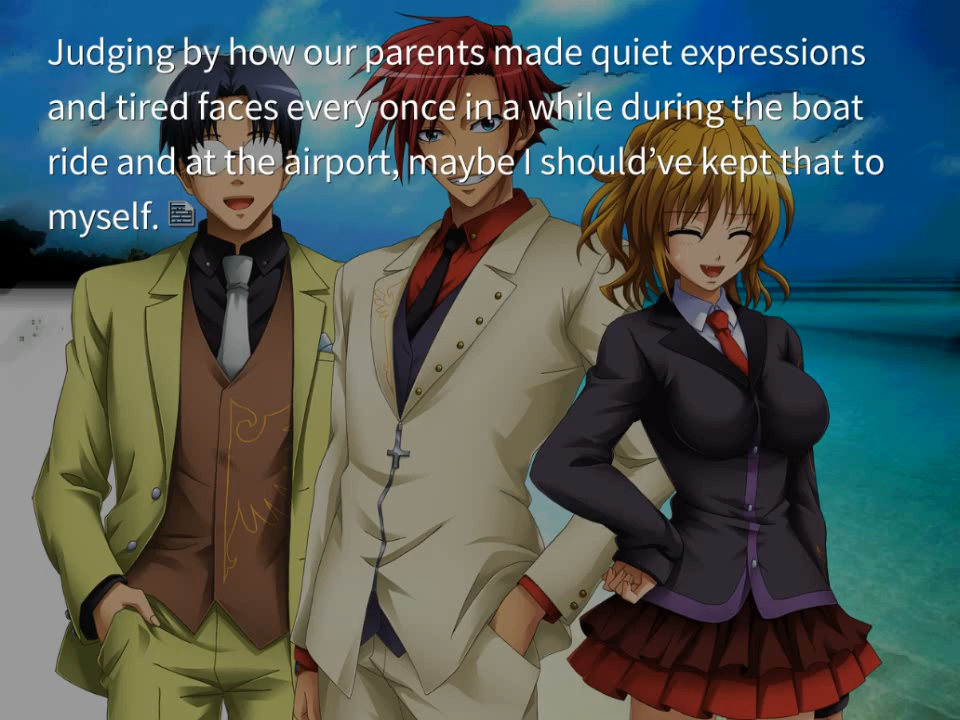 Judging by how our parents made quiet expressions
and tired faces every once in a while during the boat
ride and at the airport, maybe I should’ve kept that to
myself.